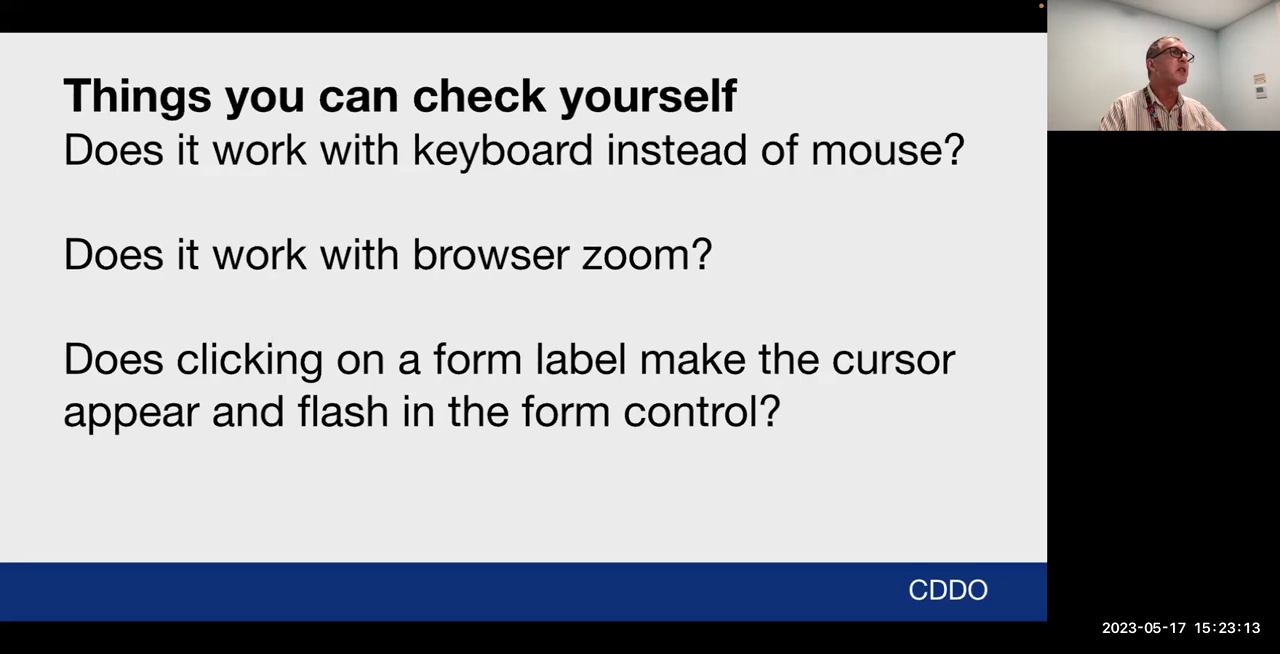 Things you can check yourself
Does it work with keyboard instead of mouse?
Does it work with browser zoom?
Does clicking on a form label make the cursor
appear and flash in the form control?
CDDO
2023-05-17 15:23:13